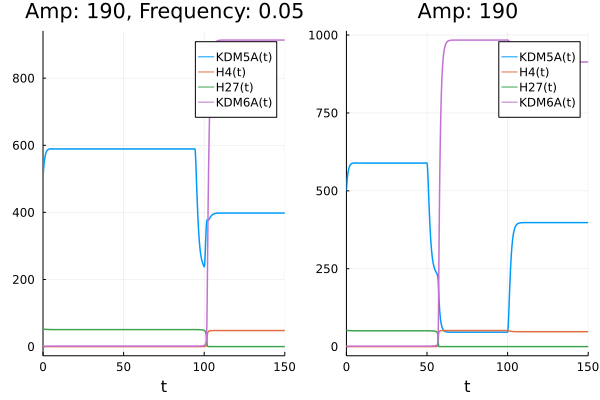 Amp: 190, Frequency: 0.05
KDM5A(t)
H4(t)
H27(t)
KDM6A(t)
800
600
400
200
0
0 50 100 150
t
Amp: 190
KDM5A(t)
H4(t)
H27(t)
KDM6A(t)
1000
750
500
250
0
0 50 100 150
t